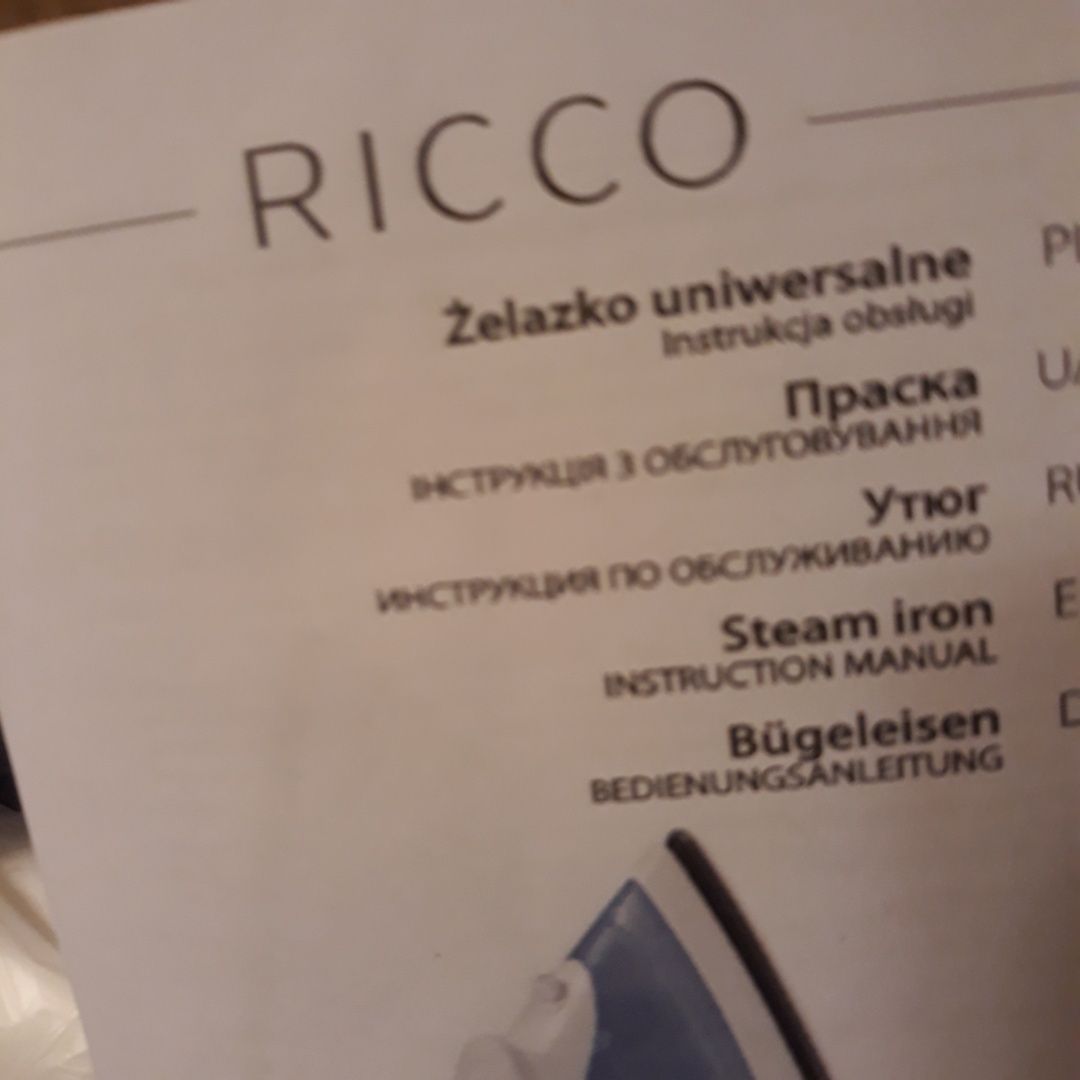 RICCO
Żelazko uniwersalne
Instrukcja obsługi
Праска
ІНСТРУКЦІЯ З ОБСЛУГОВУВАННЯ
Утюг
ИНСТРУКЦИЯ ПО ОБСЛУЖИВАНИЮ
Steam iron
INSTRUCTION MANUAL
Bügeleisen
BEDIENUNGSANLEITUNG